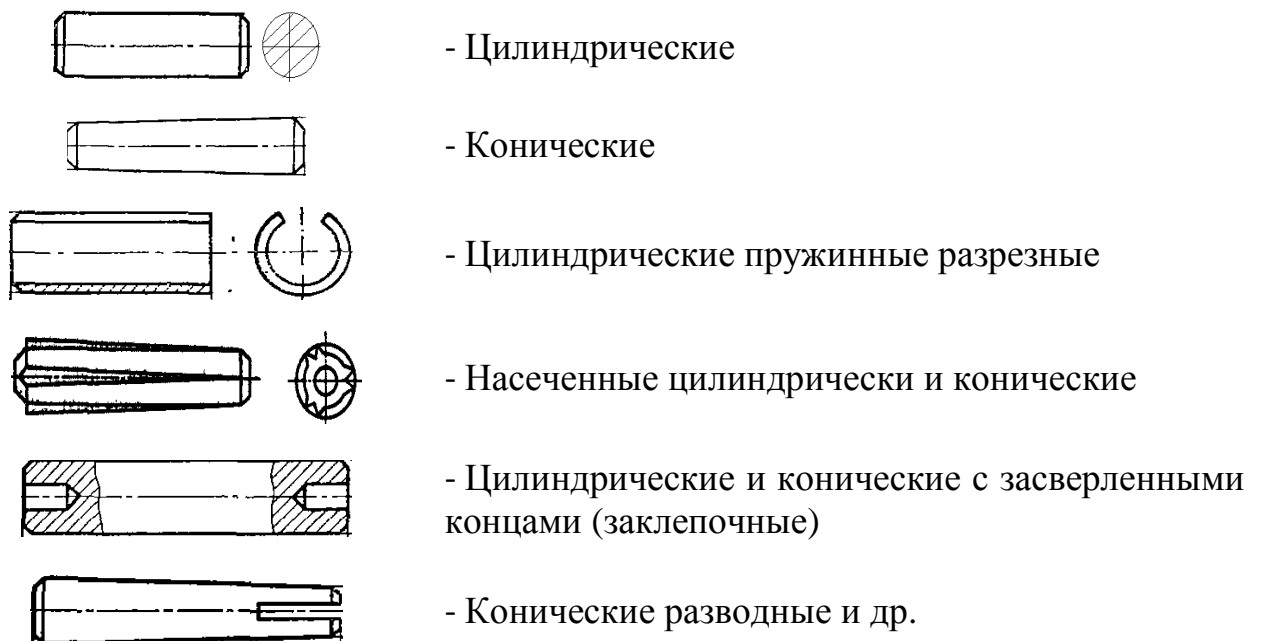 - Цилиндрические
- Конические
- Цилиндрические пружинные разрезные
- Насеченные цилиндрически и конические
- Цилиндрические и конические с засверленными
концами (заклепочные)
- Конические разводные и др.